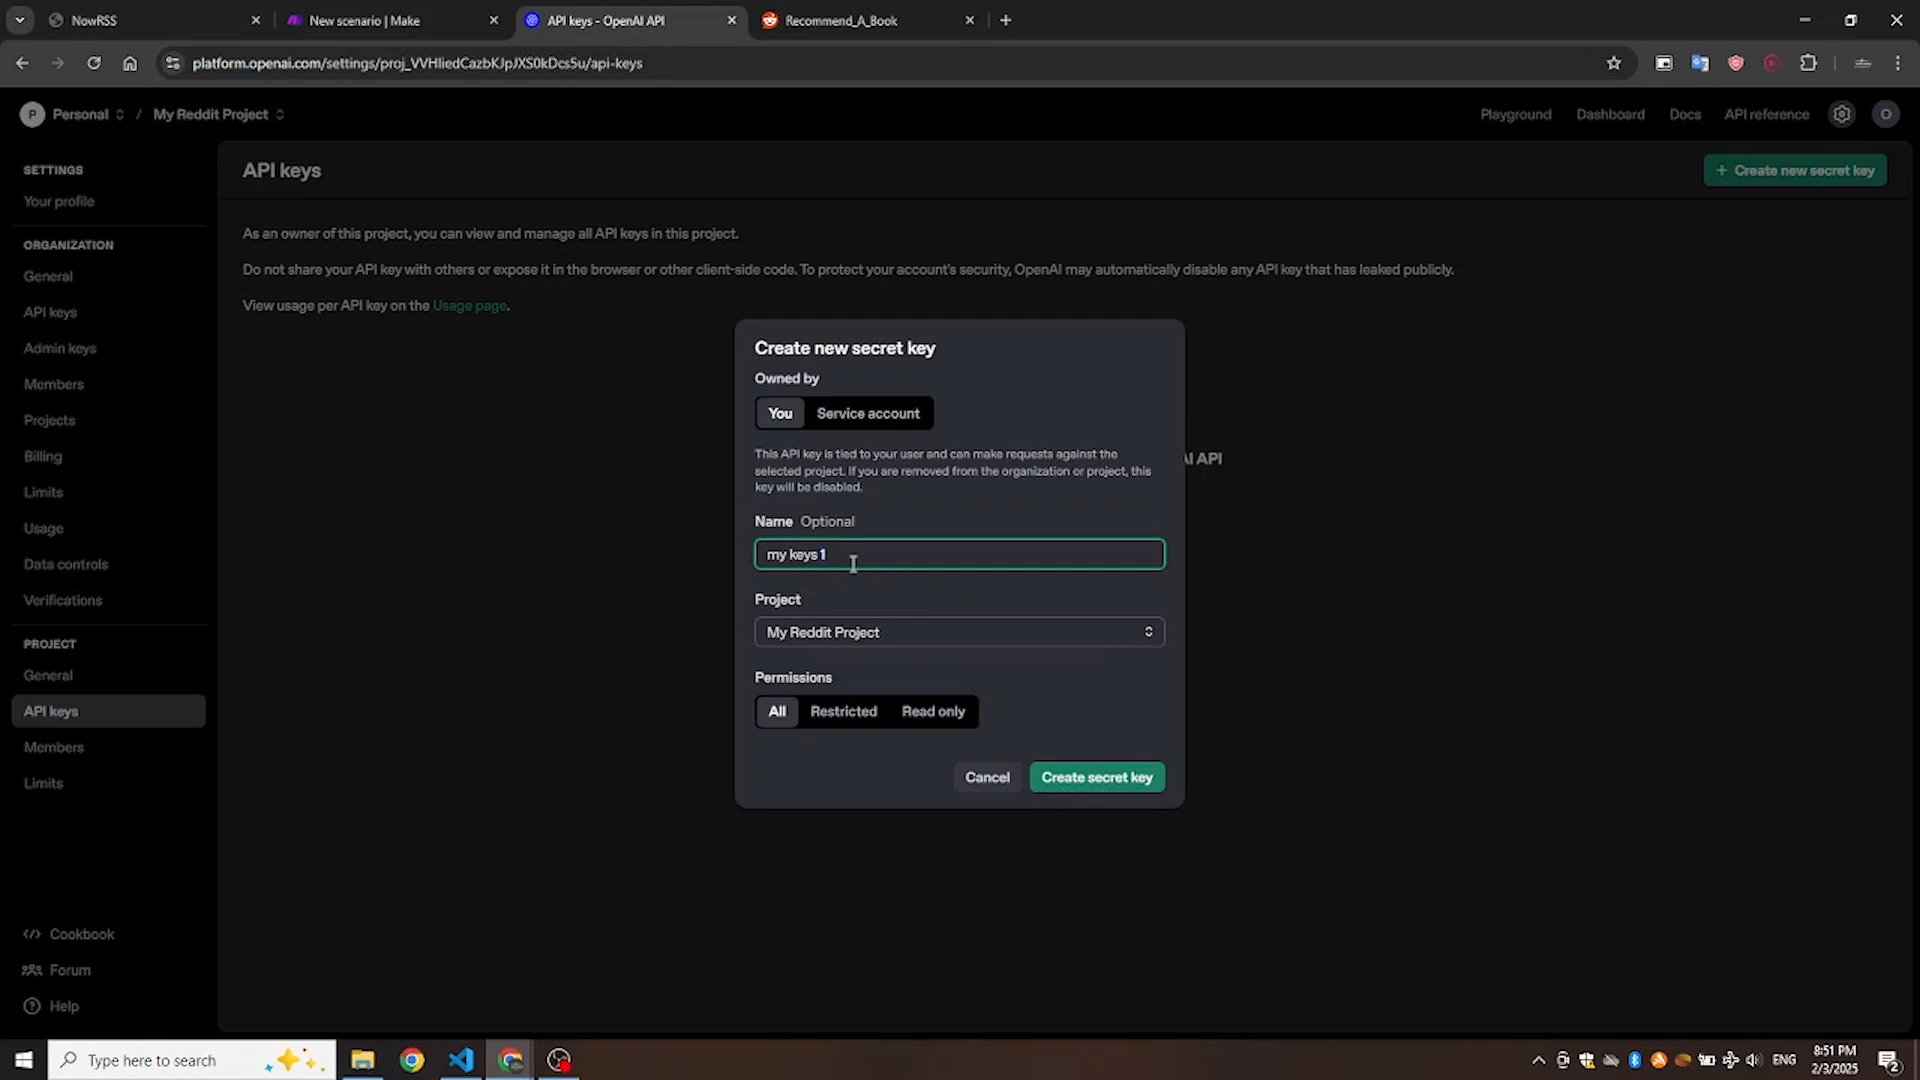 NowRSS
New scenario | Make
API keys - OpenAI API
Recommend_A_Book
platform.openai.com/settings/proj_VVHliedCazbKJpJXS0kDcs5u/api-keys
P Personal / My Reddit Project
Playground Dashboard Docs API reference O
SETTINGS
Your profile
ORGANIZATION
General
API keys
Admin keys
Members
Projects
Billing
Limits
Usage
Data controls
Verifications
PROJECT
General
API keys
Members
Limits
Cookbook
Forum
Help
API keys
+ Create new secret key
As an owner of this project, you can view and manage all API keys in this project.
Do not share your API key with others or expose it in the browser or other client-side code. To protect your account's security, OpenAI may automatically disable any API key that has leaked publicly.
View usage per API key on the Usage page.
AI API
Create new secret key
Owned by
You Service account
This API key is tied to your user and can make requests against the
selected project. If you are removed from the organization or project, this
key will be disabled.
Name Optional
my keys 1
Project
My Reddit Project
Permissions
All Restricted Read only
Cancel Create secret key
Type here to search
ENG
8:51 PM
2/3/2025
2